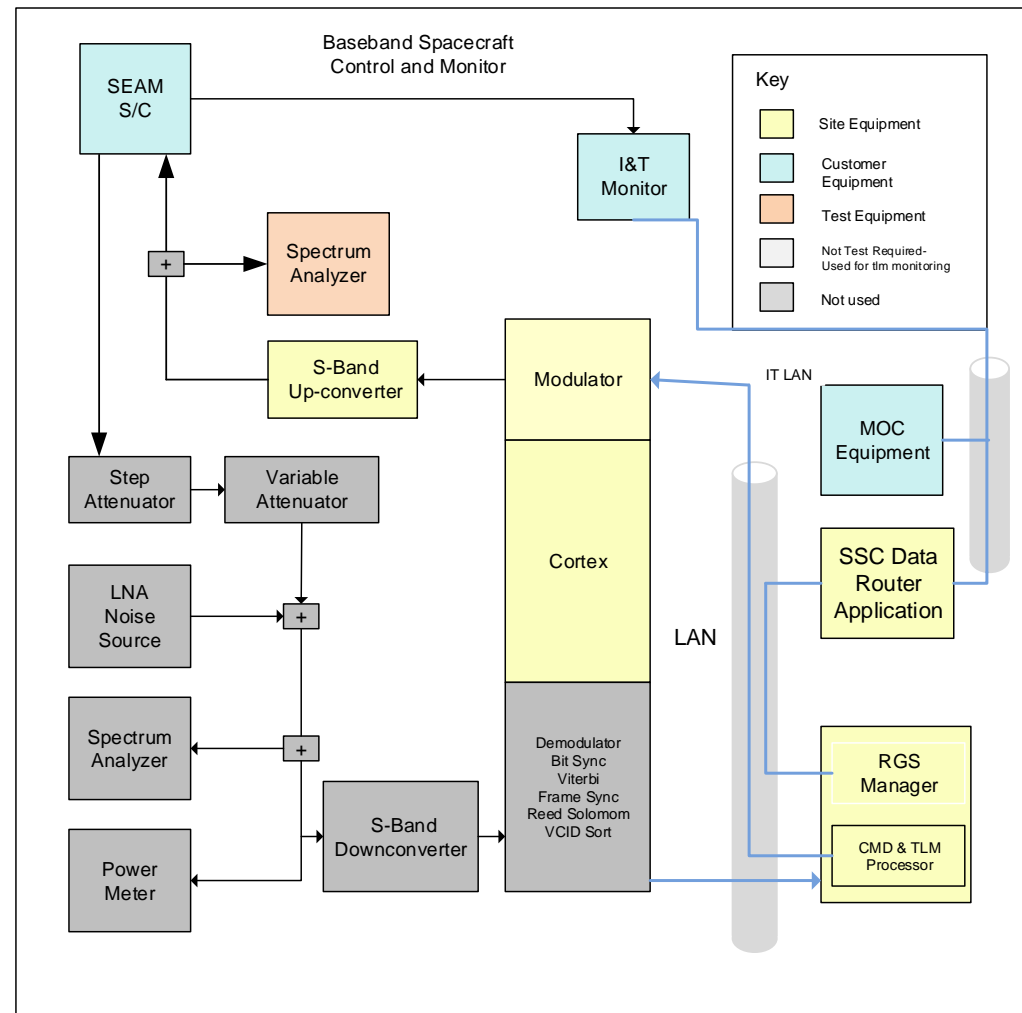 Baseband Spacecraft
Control and Monitor
SEAM
S/C
I&T
Monitor
Key
Site Equipment
Customer
Equipment
Test Equipment
Not Test Required-
Used for tlm monitoring
Not used
+
Spectrum
Analyzer
S-Band
Up-converter
Modulator
IT LAN
MOC
Equipment
Step
Attenuator
Variable
Attenuator
Cortex
SSC Data
Router
Application
LNA
Noise
Source
+
LAN
Spectrum
Analyzer
+
Demodulator
Bit Sync
Viterbi
Frame Sync
Reed Solomom
VCID Sort
RGS
Manager
S-Band
Downconverter
CMD & TLM
Processor
Power
Meter